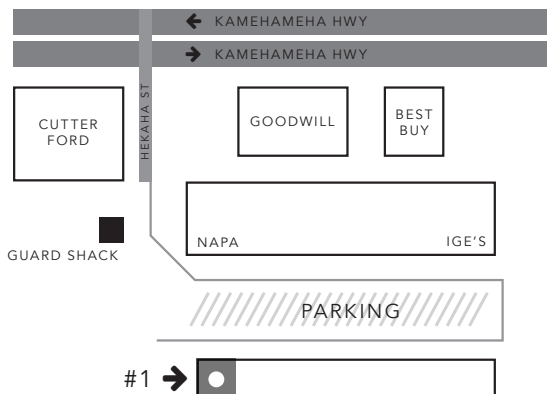 KAMEHAMEHA HWY
KAMEHAMEHA HWY
HEKAHA ST
CUTTER
FORD
GOODWILL
BEST
BUY
GUARD SHACK
NAPA
IGE'S
PARKING
#1